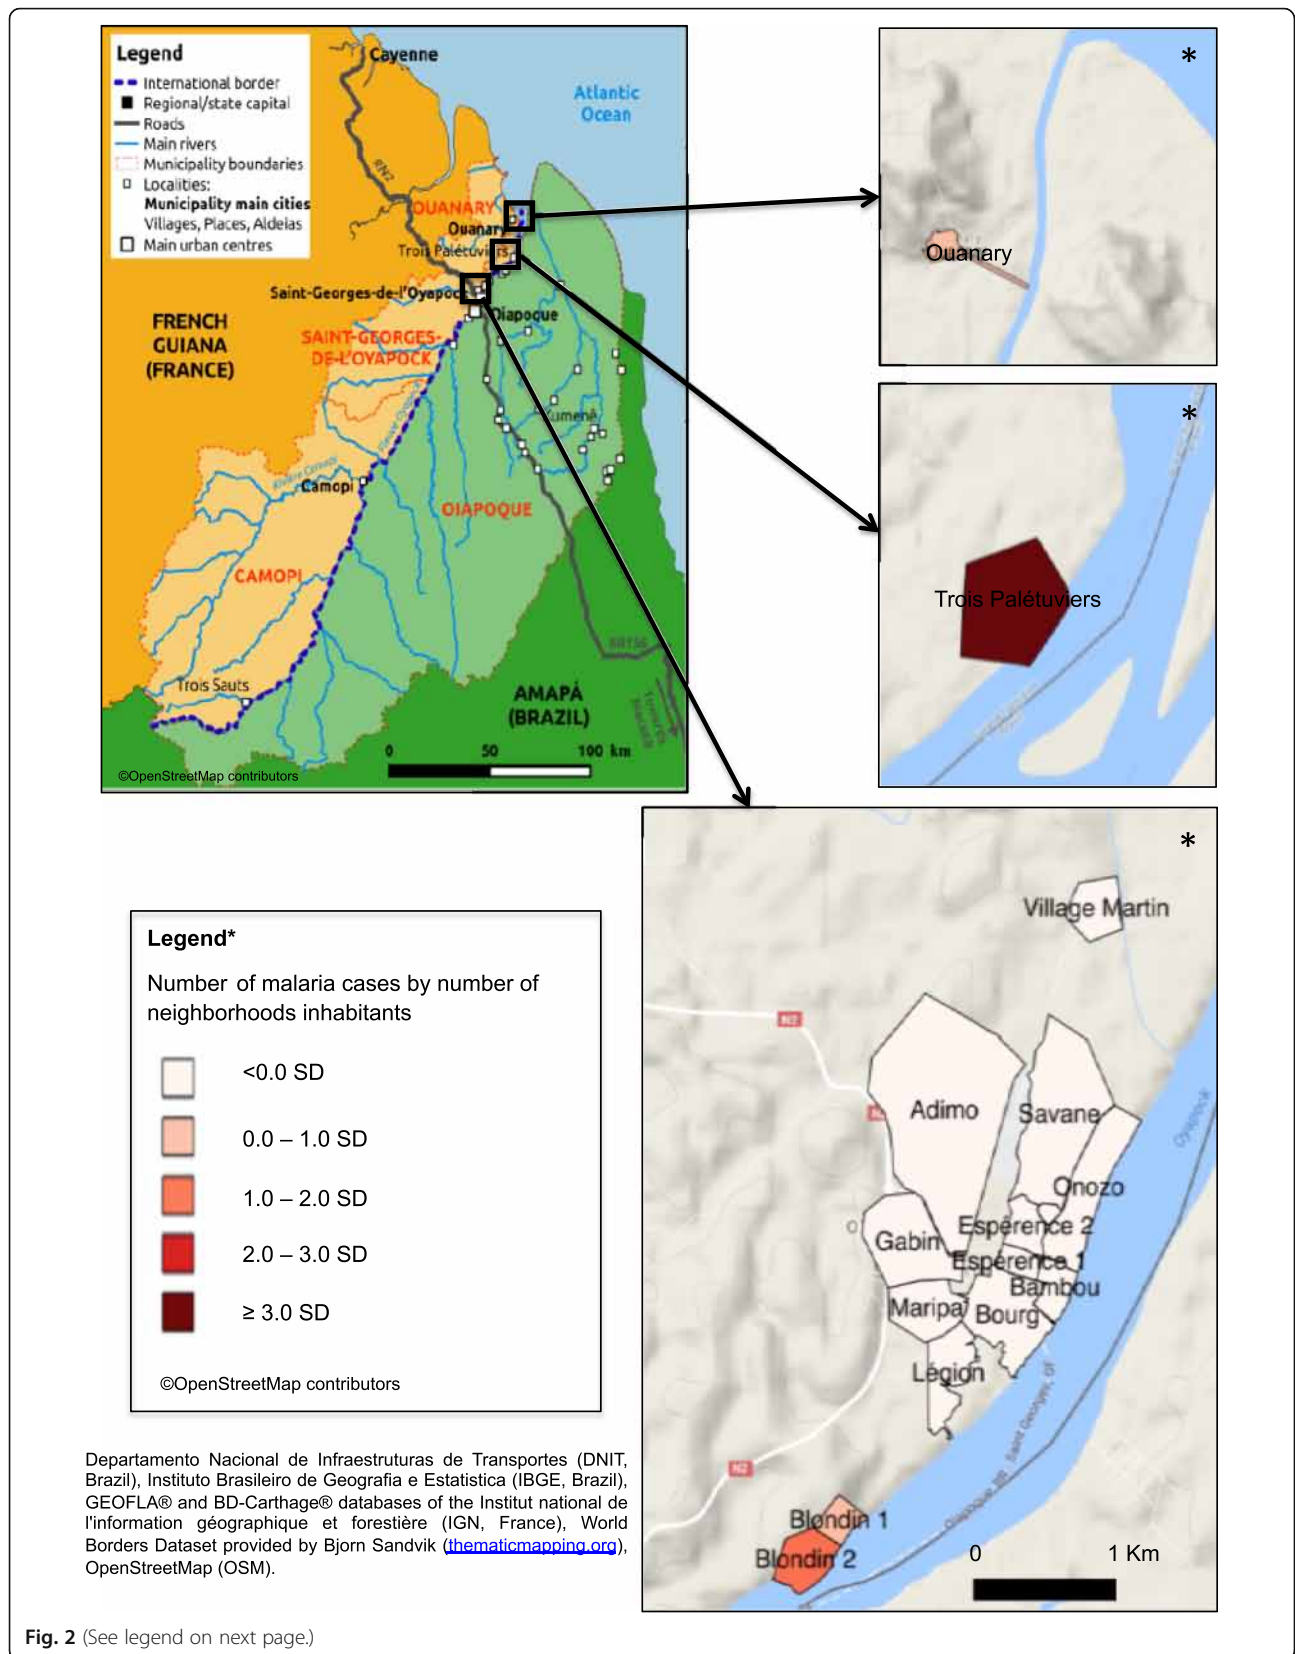 Legend
International border
Regional/state capital
Roads
Main rivers
Municipality boundaries
Localities:
Municipality main cities
Villages, Places, Aldeias
Main urban centres
Cayenne
Atlantic
Ocean
RN2
OUANARY
Ouanary
Trois Palétuviers
Saint-Georges-de-l'Oyapock
Oiapoque
FRENCH
GUIANA
(FRANCE)
SAINT-GEORGES-
DE-L'OYAPOCK
Kumenê
Rivière Camopi
Camopi
OIAPOQUE
CAMOPI
Trois Sauts
BR156
AMAPÁ
(BRAZIL)
0 50 100 km
©OpenStreetMap contributors
*
Ouanary
*
Trois Palétuviers
*
Village Martin
N2
Adimo
Savane
Oyapock
Onozo
Espérence 2
Gabin
Espérence 1
Bambou
Maripa
Bourg
Légion
N2
Blondin 1
Blondin 2
0 1 Km
Legend*
Number of malaria cases by number of
neighborhoods inhabitants
<0.0 SD
0.0 – 1.0 SD
1.0 – 2.0 SD
2.0 – 3.0 SD
≥ 3.0 SD
©OpenStreetMap contributors
Departamento Nacional de Infraestruturas de Transportes (DNIT,
Brazil), Instituto Brasileiro de Geografia e Estatistica (IBGE, Brazil),
GEOFLA® and BD-Carthage® databases of the Institut national de
l'information géographique et forestière (IGN, France), World
Borders Dataset provided by Bjorn Sandvik (thematicmapping.org),
OpenStreetMap (OSM).
Fig. 2 (See legend on next page.)